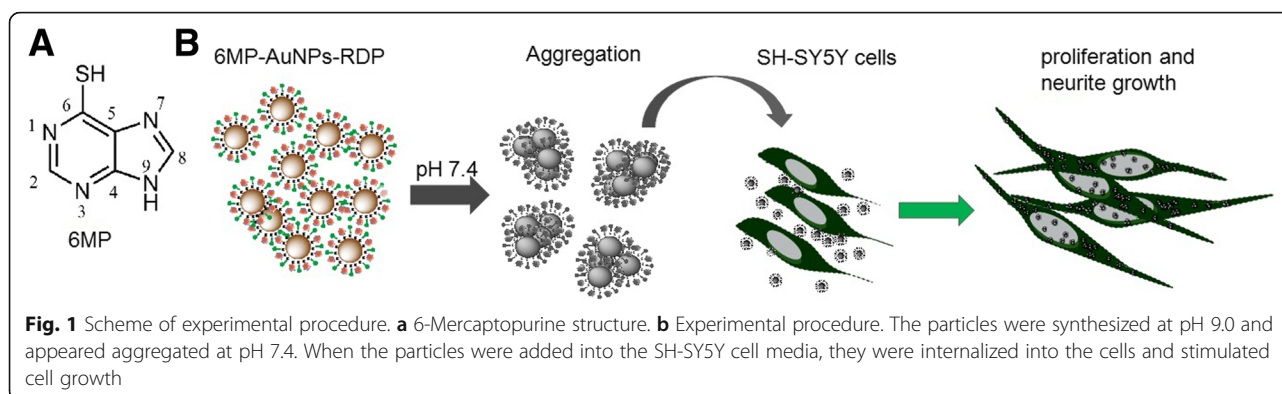 A
SH
6
5
7
N
1
N
8
9
2
N
4
N
3
H
6MP
B
6MP-AuNPs-RDP
pH 7.4
Aggregation
SH-SY5Y cells
proliferation and
neurite growth
Fig. 1 Scheme of experimental procedure. a 6-Mercaptopurine structure. b Experimental procedure. The particles were synthesized at pH 9.0 and
appeared aggregated at pH 7.4. When the particles were added into the SH-SY5Y cell media, they were internalized into the cells and stimulated
cell growth